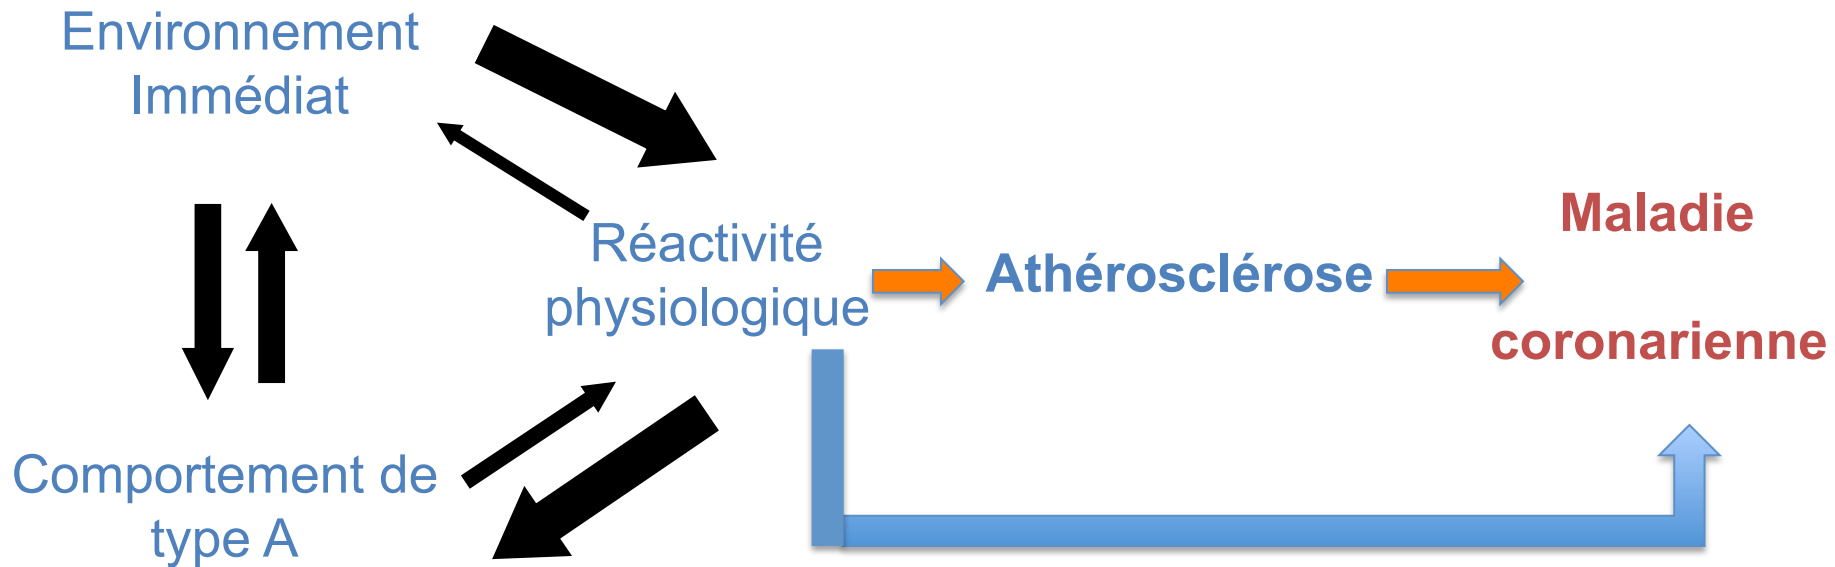 Environnement
Immédiat
Réactivité
physiologique
Athérosclérose
Maladie
coronarienne
Comportement de
type A